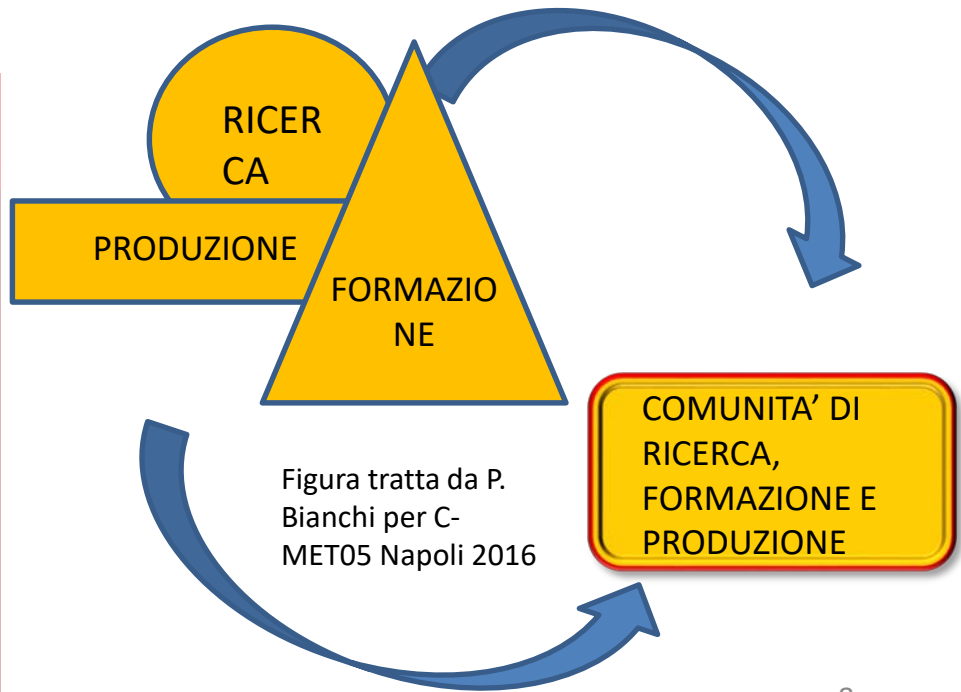 RICER
CA
PRODUZIONE
FORMAZIO
NE
COMUNITA’ DI
RICERCA,
FORMAZIONE E
PRODUZIONE
Figura tratta da P.
Bianchi per C-
MET05 Napoli 2016